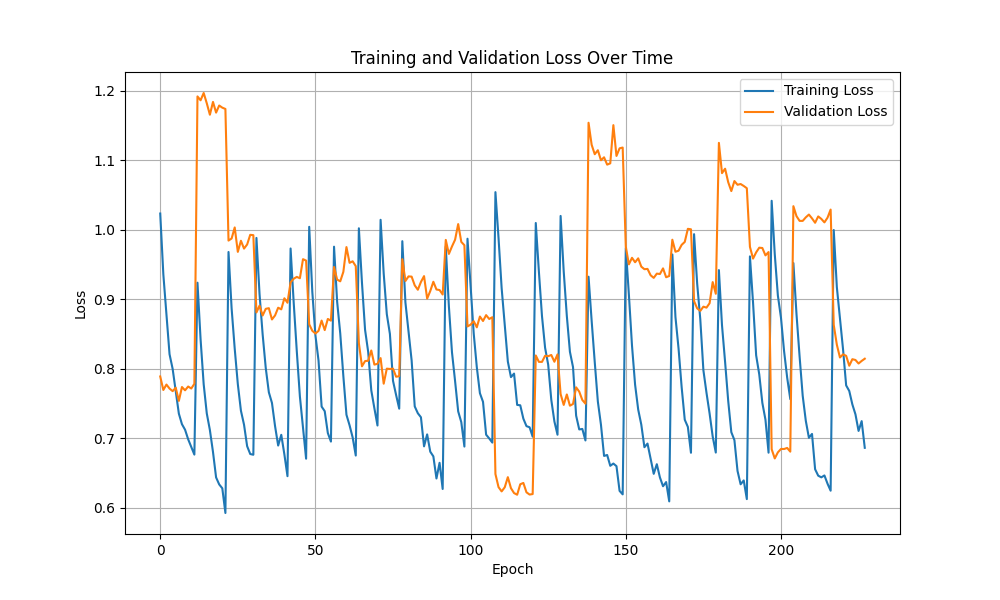 Training and Validation Loss Over Time
Training Loss
Validation Loss
Loss
1.2
1.1
1.0
0.9
0.8
0.7
0.6
0 50 100 150 200
Epoch